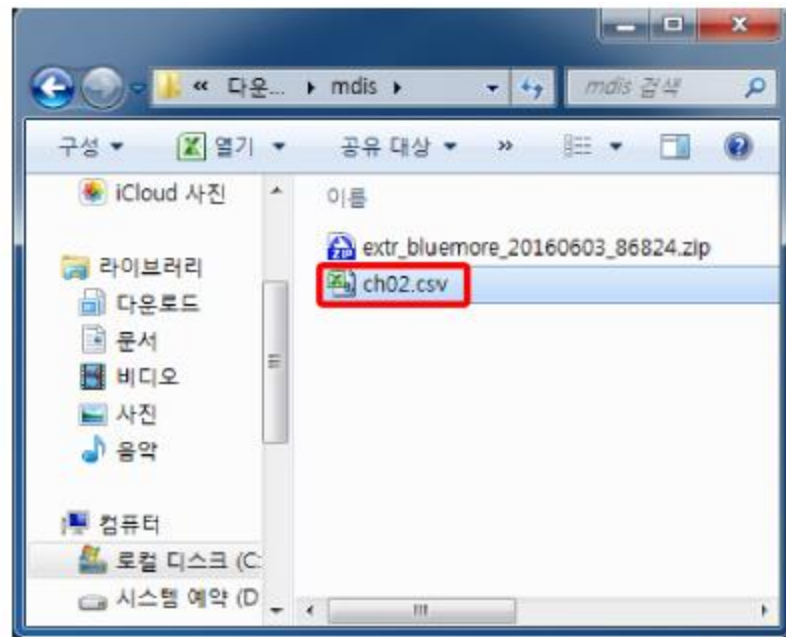 « 다운... ▸ mdis ▸ mdis 검색
구성 열기 공유 대상 »
iCloud 사진
라이브러리
다운로드
문서
비디오
사진
음악
컴퓨터
로컬 디스크 (C:
시스템 예약 (D
이름
ZIP extr_bluemore_20160603_86824.zip
ch02.csv